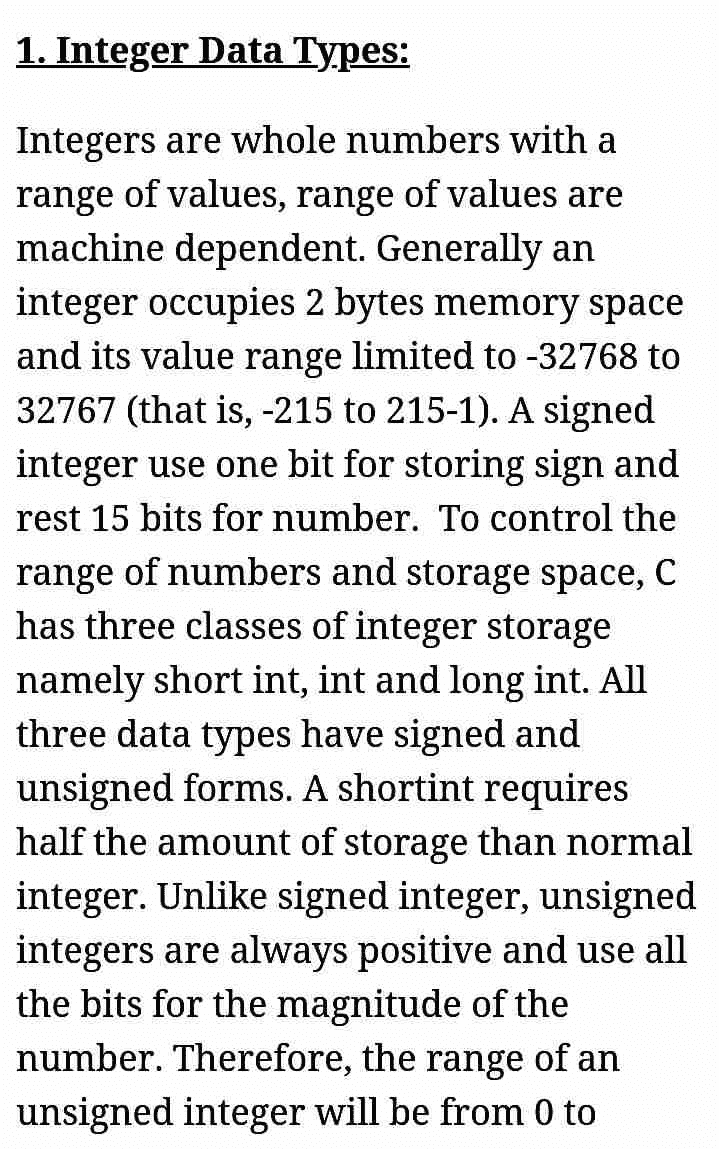 1. Integer Data Types:
Integers are whole numbers with a
range of values, range of values are
machine dependent. Generally an
integer occupies 2 bytes memory space
and its value range limited to -32768 to
32767 (that is, -215 to 215-1). A signed
integer use one bit for storing sign and
rest 15 bits for number.  To control the
range of numbers and storage space, C
has three classes of integer storage
namely short int, int and long int. All
three data types have signed and
unsigned forms. A shortint requires
half the amount of storage than normal
integer. Unlike signed integer, unsigned
integers are always positive and use all
the bits for the magnitude of the
number. Therefore, the range of an
unsigned integer will be from 0 to